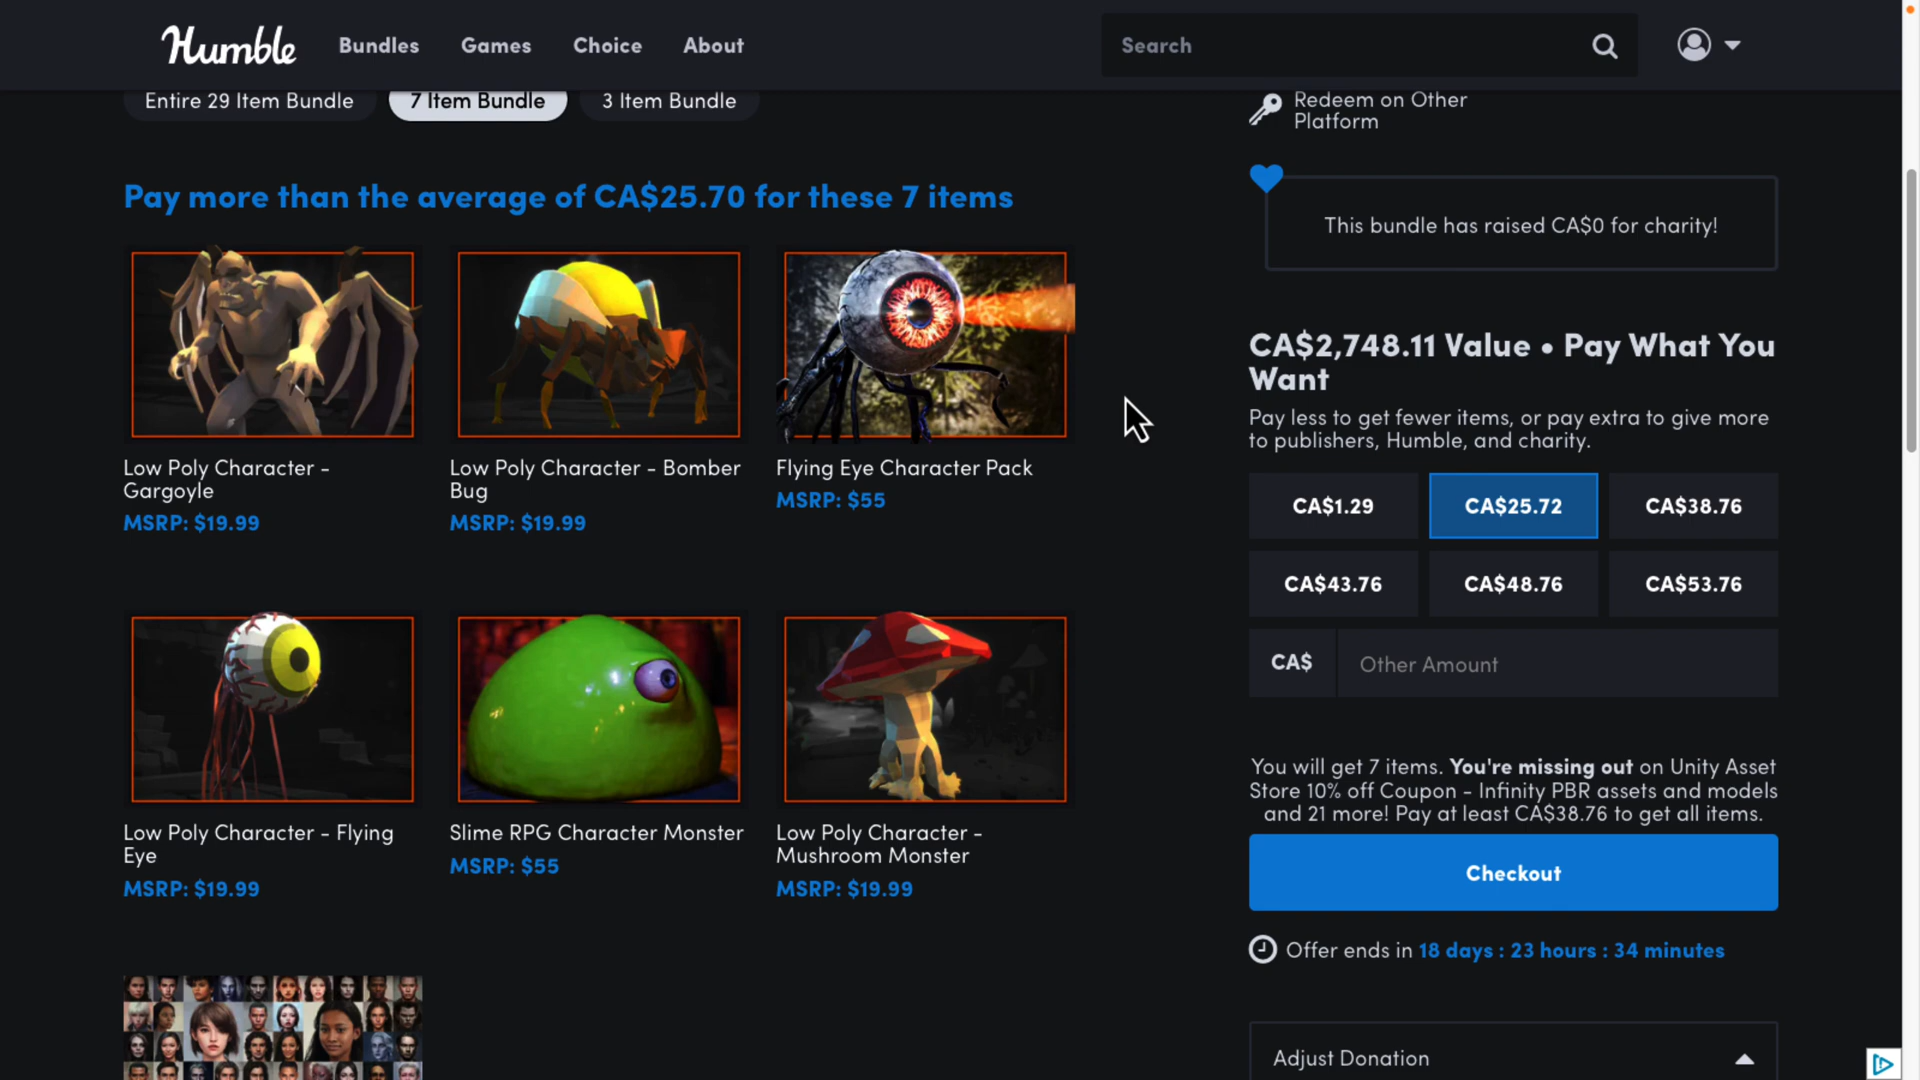 Humble
Bundles
Games
Choice
About
Search
Entire 29 Item Bundle
7 Item Bundle
3 Item Bundle
Redeem on Other
Platform
Pay more than the average of CA$25.70 for these 7 items
This bundle has raised CA$0 for charity!
Low Poly Character -
Gargoyle
MSRP: $19.99
Low Poly Character - Bomber
Bug
MSRP: $19.99
Flying Eye Character Pack
MSRP: $55
Low Poly Character - Flying
Eye
MSRP: $19.99
Slime RPG Character Monster
MSRP: $55
Low Poly Character -
Mushroom Monster
MSRP: $19.99
CA$2,748.11 Value • Pay What You
Want
Pay less to get fewer items, or pay extra to give more
to publishers, Humble, and charity.
CA$1.29
CA$25.72
CA$38.76
CA$43.76
CA$48.76
CA$53.76
CA$
Other Amount
You will get 7 items. You're missing out on Unity Asset
Store 10% off Coupon - Infinity PBR assets and models
and 21 more! Pay at least CA$38.76 to get all items.
Checkout
Offer ends in 18 days : 23 hours : 34 minutes
Adjust Donation